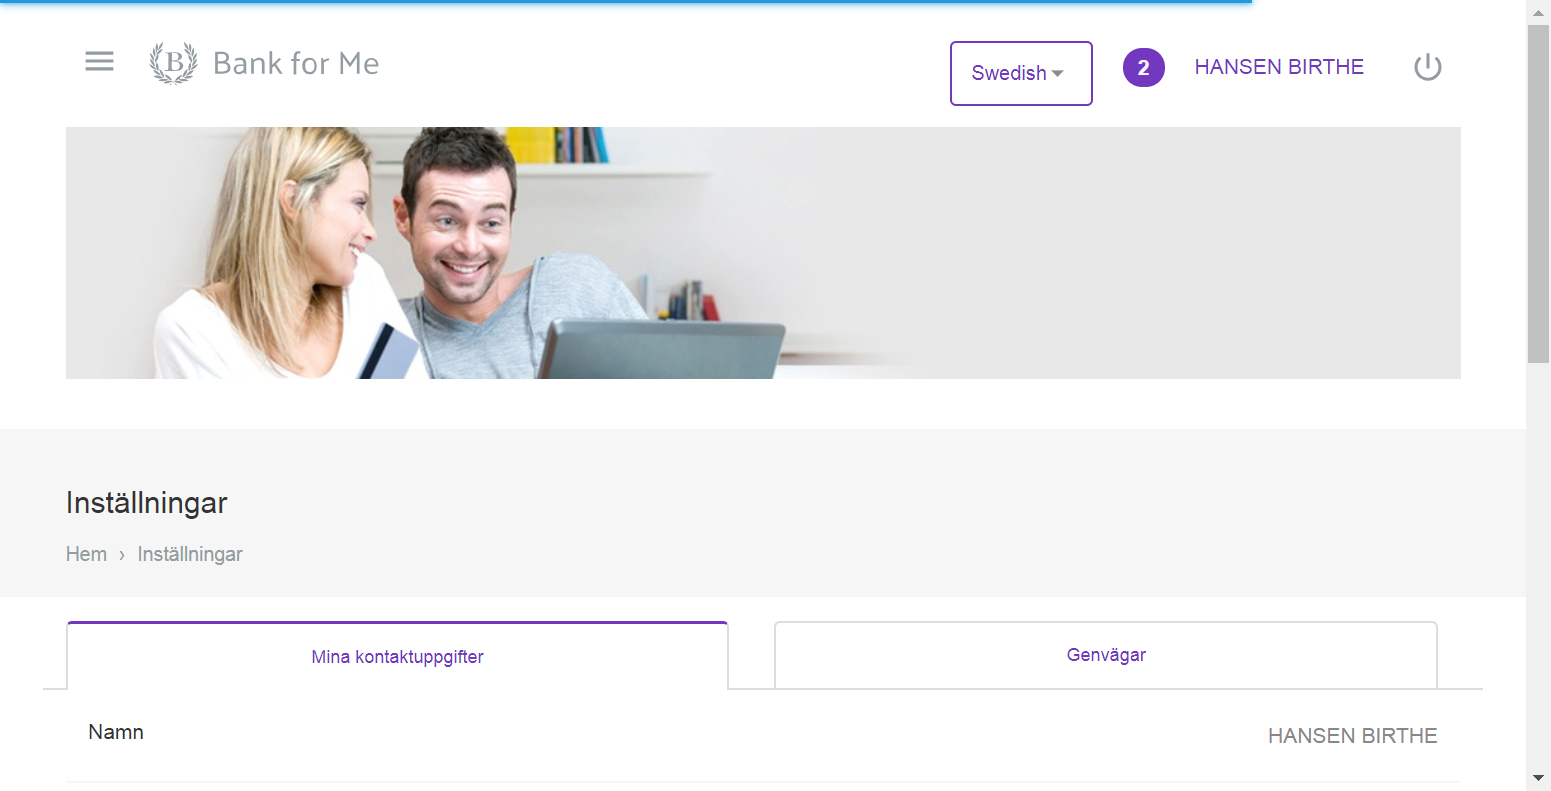 B Bank for Me
Swedish
2
HANSEN BIRTHE
Inställningar
Hem › Inställningar
Mina kontaktuppgifter
Genvägar
Namn
HANSEN BIRTHE